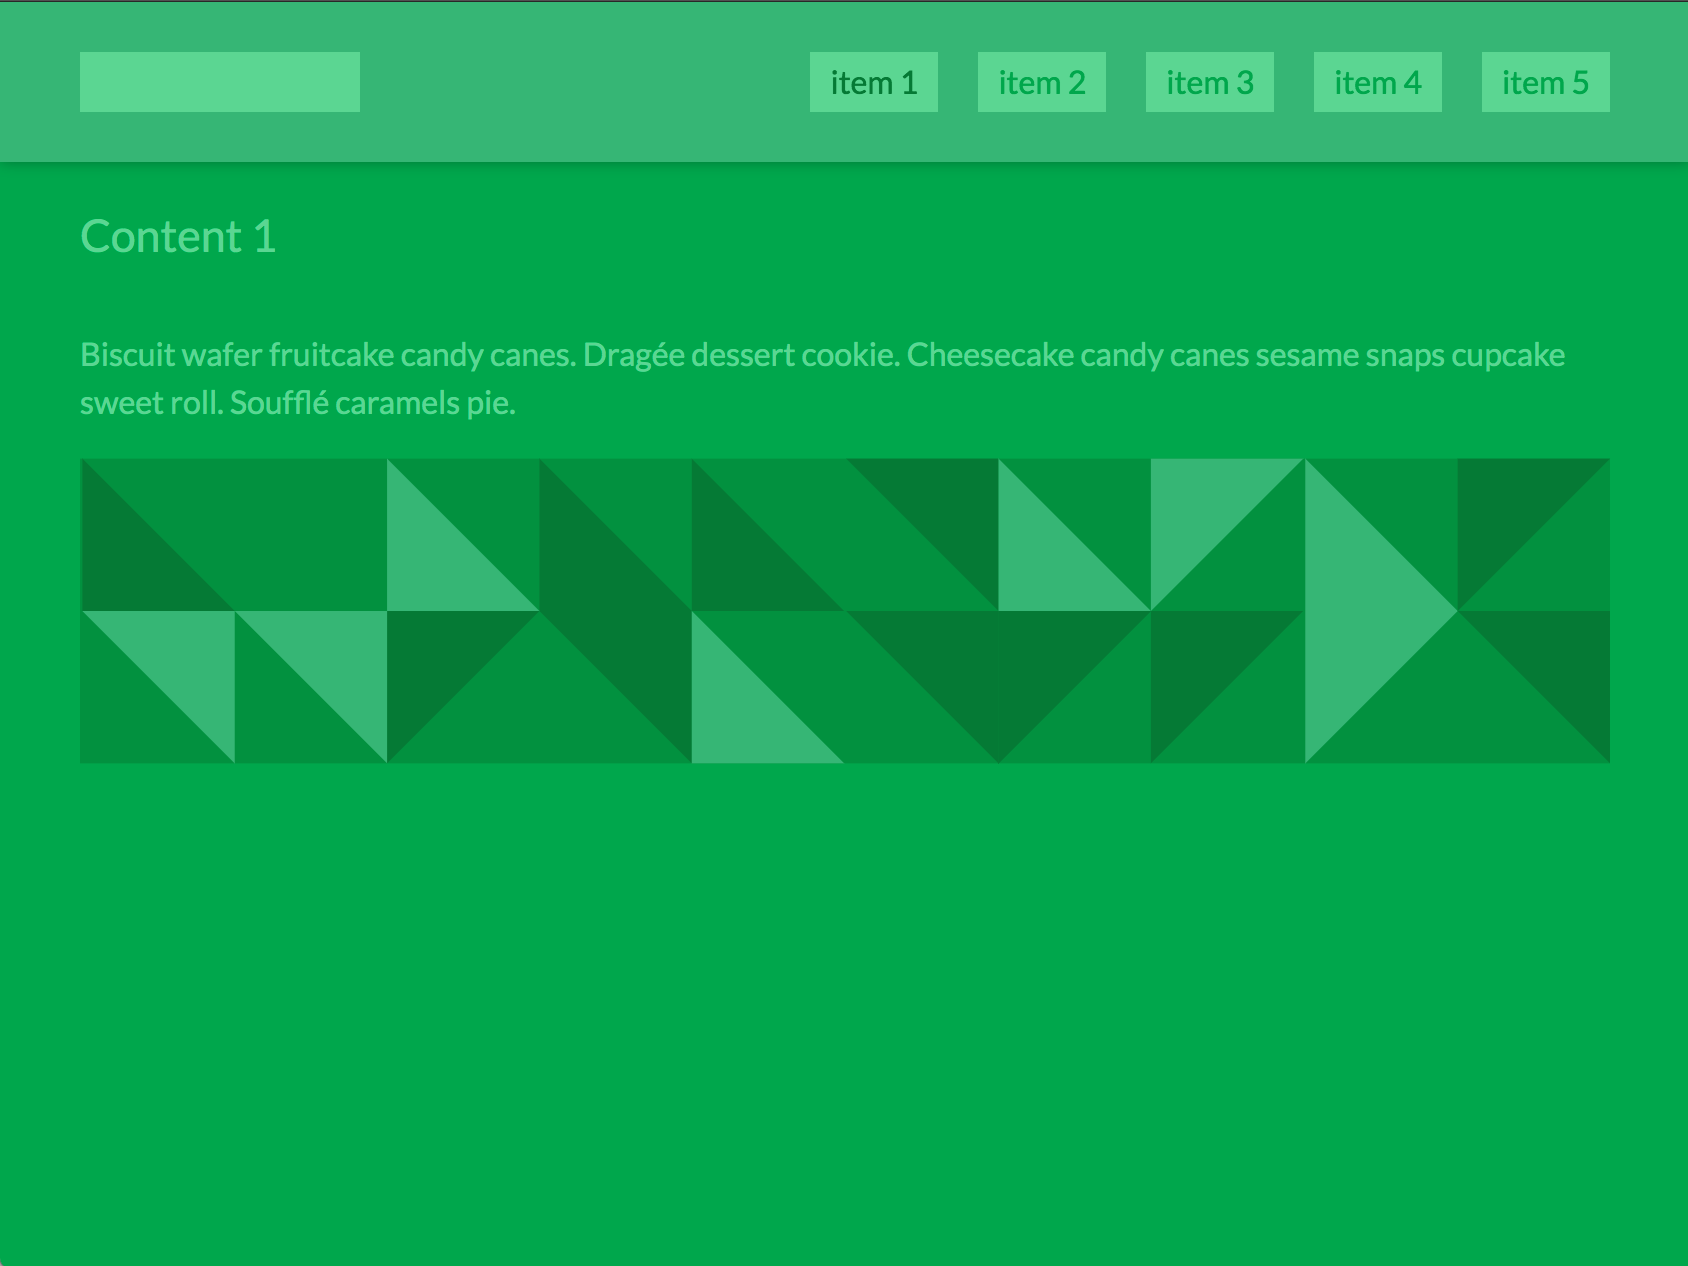 item 1 item 2 item 3 item 4 item 5
Content 1
Biscuit wafer fruitcake candy canes. Dragée dessert cookie. Cheesecake candy canes sesame snaps cupcake
sweet roll. Soufflé caramels pie.